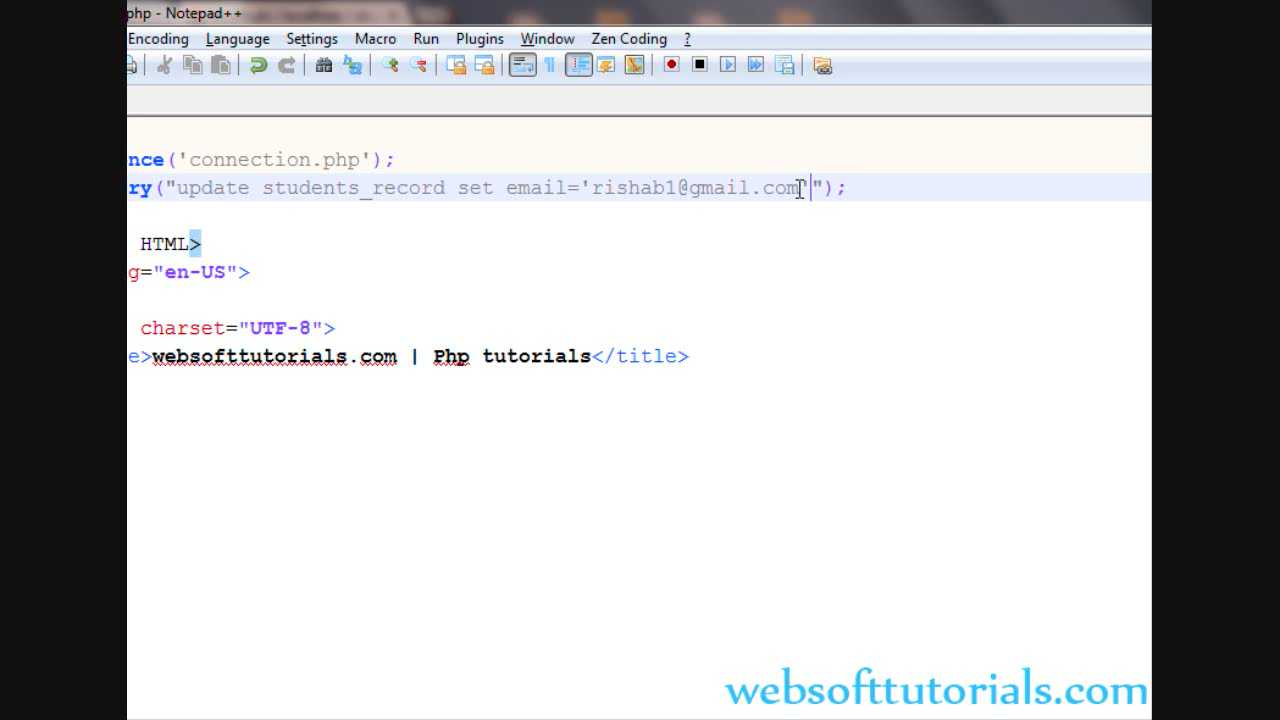 php - Notepad++
Encoding Language Settings Macro Run Plugins Window Zen Coding ?
nce('connection.php');
ry("update students_record set email='rishab1@gmail.com'");
HTML>
g="en-US">
charset="UTF-8">
e>websofttutorials.com | Php tutorials</title>
websofttutorials.com